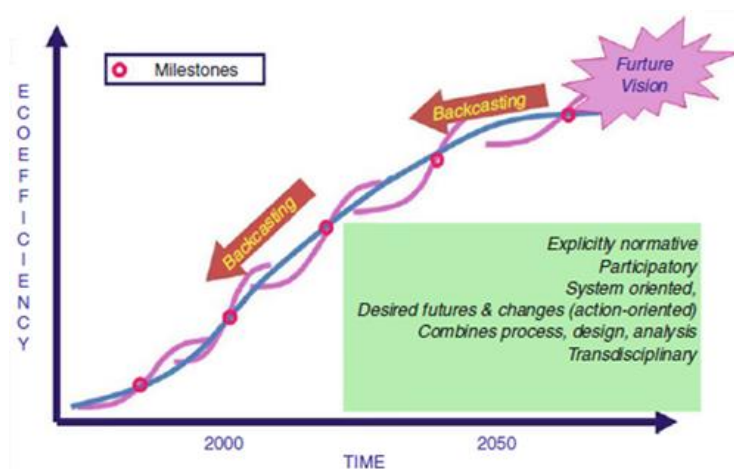 ECOEFFICIENCY
Milestones
Furture
Vision
Backcasting
Backcasting
Explicitly normative
Participatory
System oriented,
Desired futures & changes (action-oriented)
Combines process, design, analysis
Transdisciplinary
2000
2050
TIME